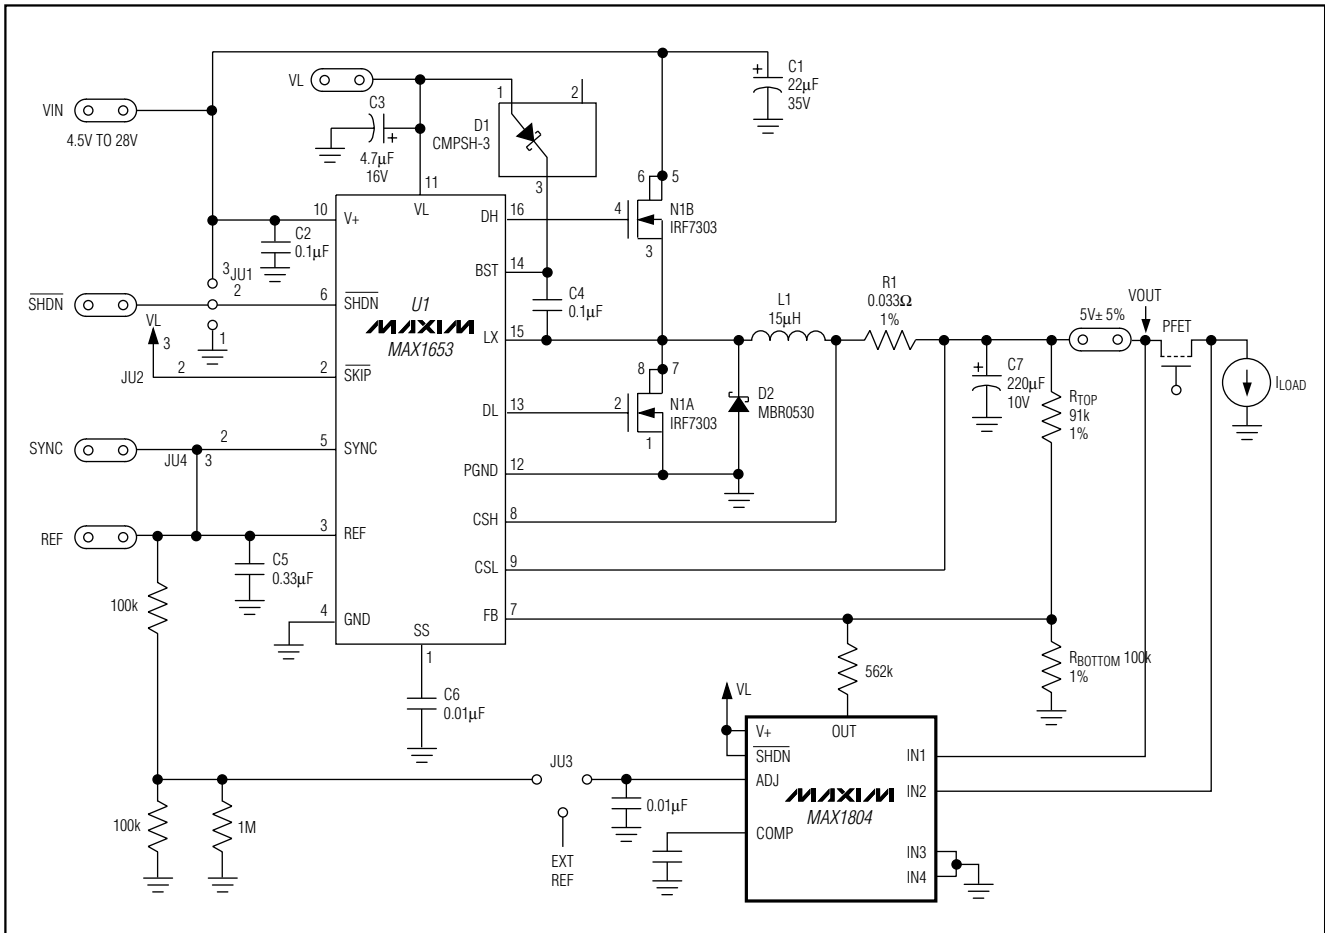 VIN
4.5V TO 28V
VL
C3
4.7µF
16V
D1
CMPSH-3
1
2
3
C1
22µF
35V
10
V+
11
VL
C2
0.1µF
3
JU1
2
1
SHDN
6
SHDN
VL
3
JU2
2
2
SKIP
SYNC
2
JU4
3
5
SYNC
REF
3
REF
C5
0.33µF
4
GND
SS
1
C6
0.01µF
U1
MAXIM
MAX1653
DH
16
BST
14
LX
15
DL
13
PGND
12
CSH
8
CSL
9
FB
7
C4
0.1µF
6
5
4
3
N1B
IRF7303
8
7
2
1
N1A
IRF7303
D2
MBR0530
L1
15µH
R1
0.033Ω
1%
C7
220µF
10V
5V± 5%
VOUT
PFET
ILOAD
RTOP
91k
1%
RBOTTOM 100k
1%
562k
100k
100k
1M
JU3
EXT
REF
0.01µF
VL
V+
SHDN
ADJ
COMP
OUT
MAXIM
MAX1804
IN1
IN2
IN3
IN4